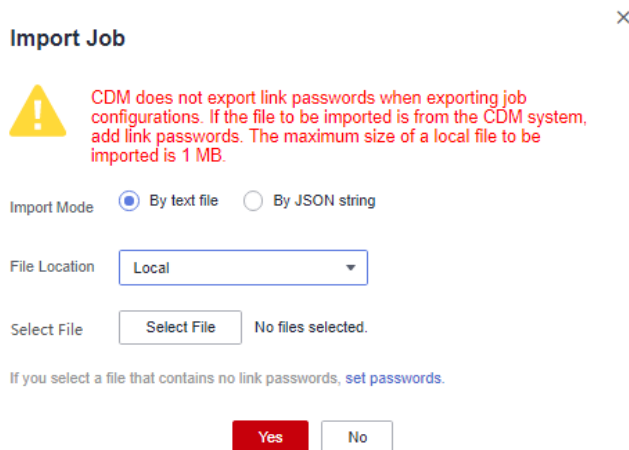 Import Job
CDM does not export link passwords when exporting job
configurations. If the file to be imported is from the CDM system,
add link passwords. The maximum size of a local file to be
imported is 1 MB.
Import Mode By text file By JSON string
File Location Local
Select File Select File No files selected.
If you select a file that contains no link passwords, set passwords.
Yes No